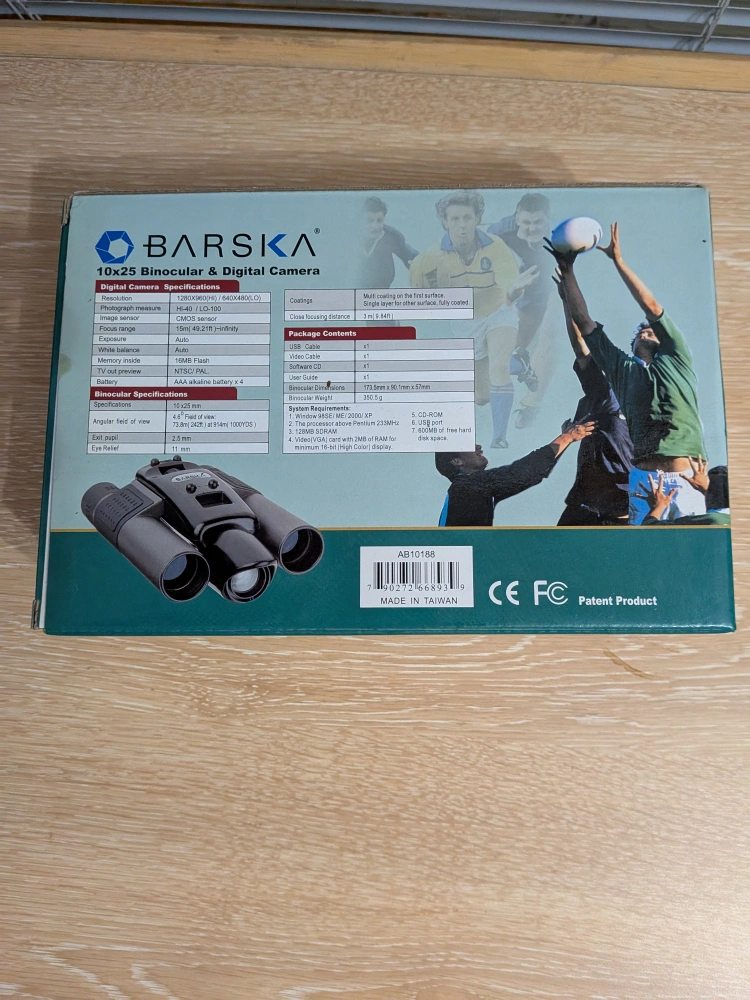 BARSKA®
10x25 Binocular & Digital Camera
Digital Camera Specifications
Resolution 1280X960(HI) / 640X480(LO)
Photograph measure HI-40 / LO-100
Image sensor CMOS sensor
Focus range 15m( 49.21ft )~infinity
Exposure Auto
White balance Auto
Memory inside 16MB Flash
TV out preview NTSC/ PAL
Battery AAA alkaline battery x 4
Binocular Specifications
Specifications 10 x25 mm
Angular field of view 4.6° Field of view:
73.8m( 242ft ) at 914m( 1000YDS )
Exit pupil 2.5 mm
Eye Relief 11 mm
Coatings Multi coating on the first surface.
Single layer for other surface, fully coated.
Close focusing distance 3 m( 9.84ft )
Package Contents
USB Cable x1
Video Cable x1
Software CD x1
User Guide x1
Binocular Dimensions 173.5mm x 90.1mm x 57mm
Binocular Weight 350.5 g
System Requirements:
1. Window 98SE/ ME/ 2000/ XP
2. The processor above Pentium 233MHz
3. 128MB SDRAM
4. Video(VGA) card with 2MB of RAM for
minimum 16-bit (High Color) display.
5. CD-ROM
6. USB port
7. 600MB of free hard
disk space.
BARSKA
AB10188
7 90272 66893 9
MADE IN TAIWAN
CE FC Patent Product